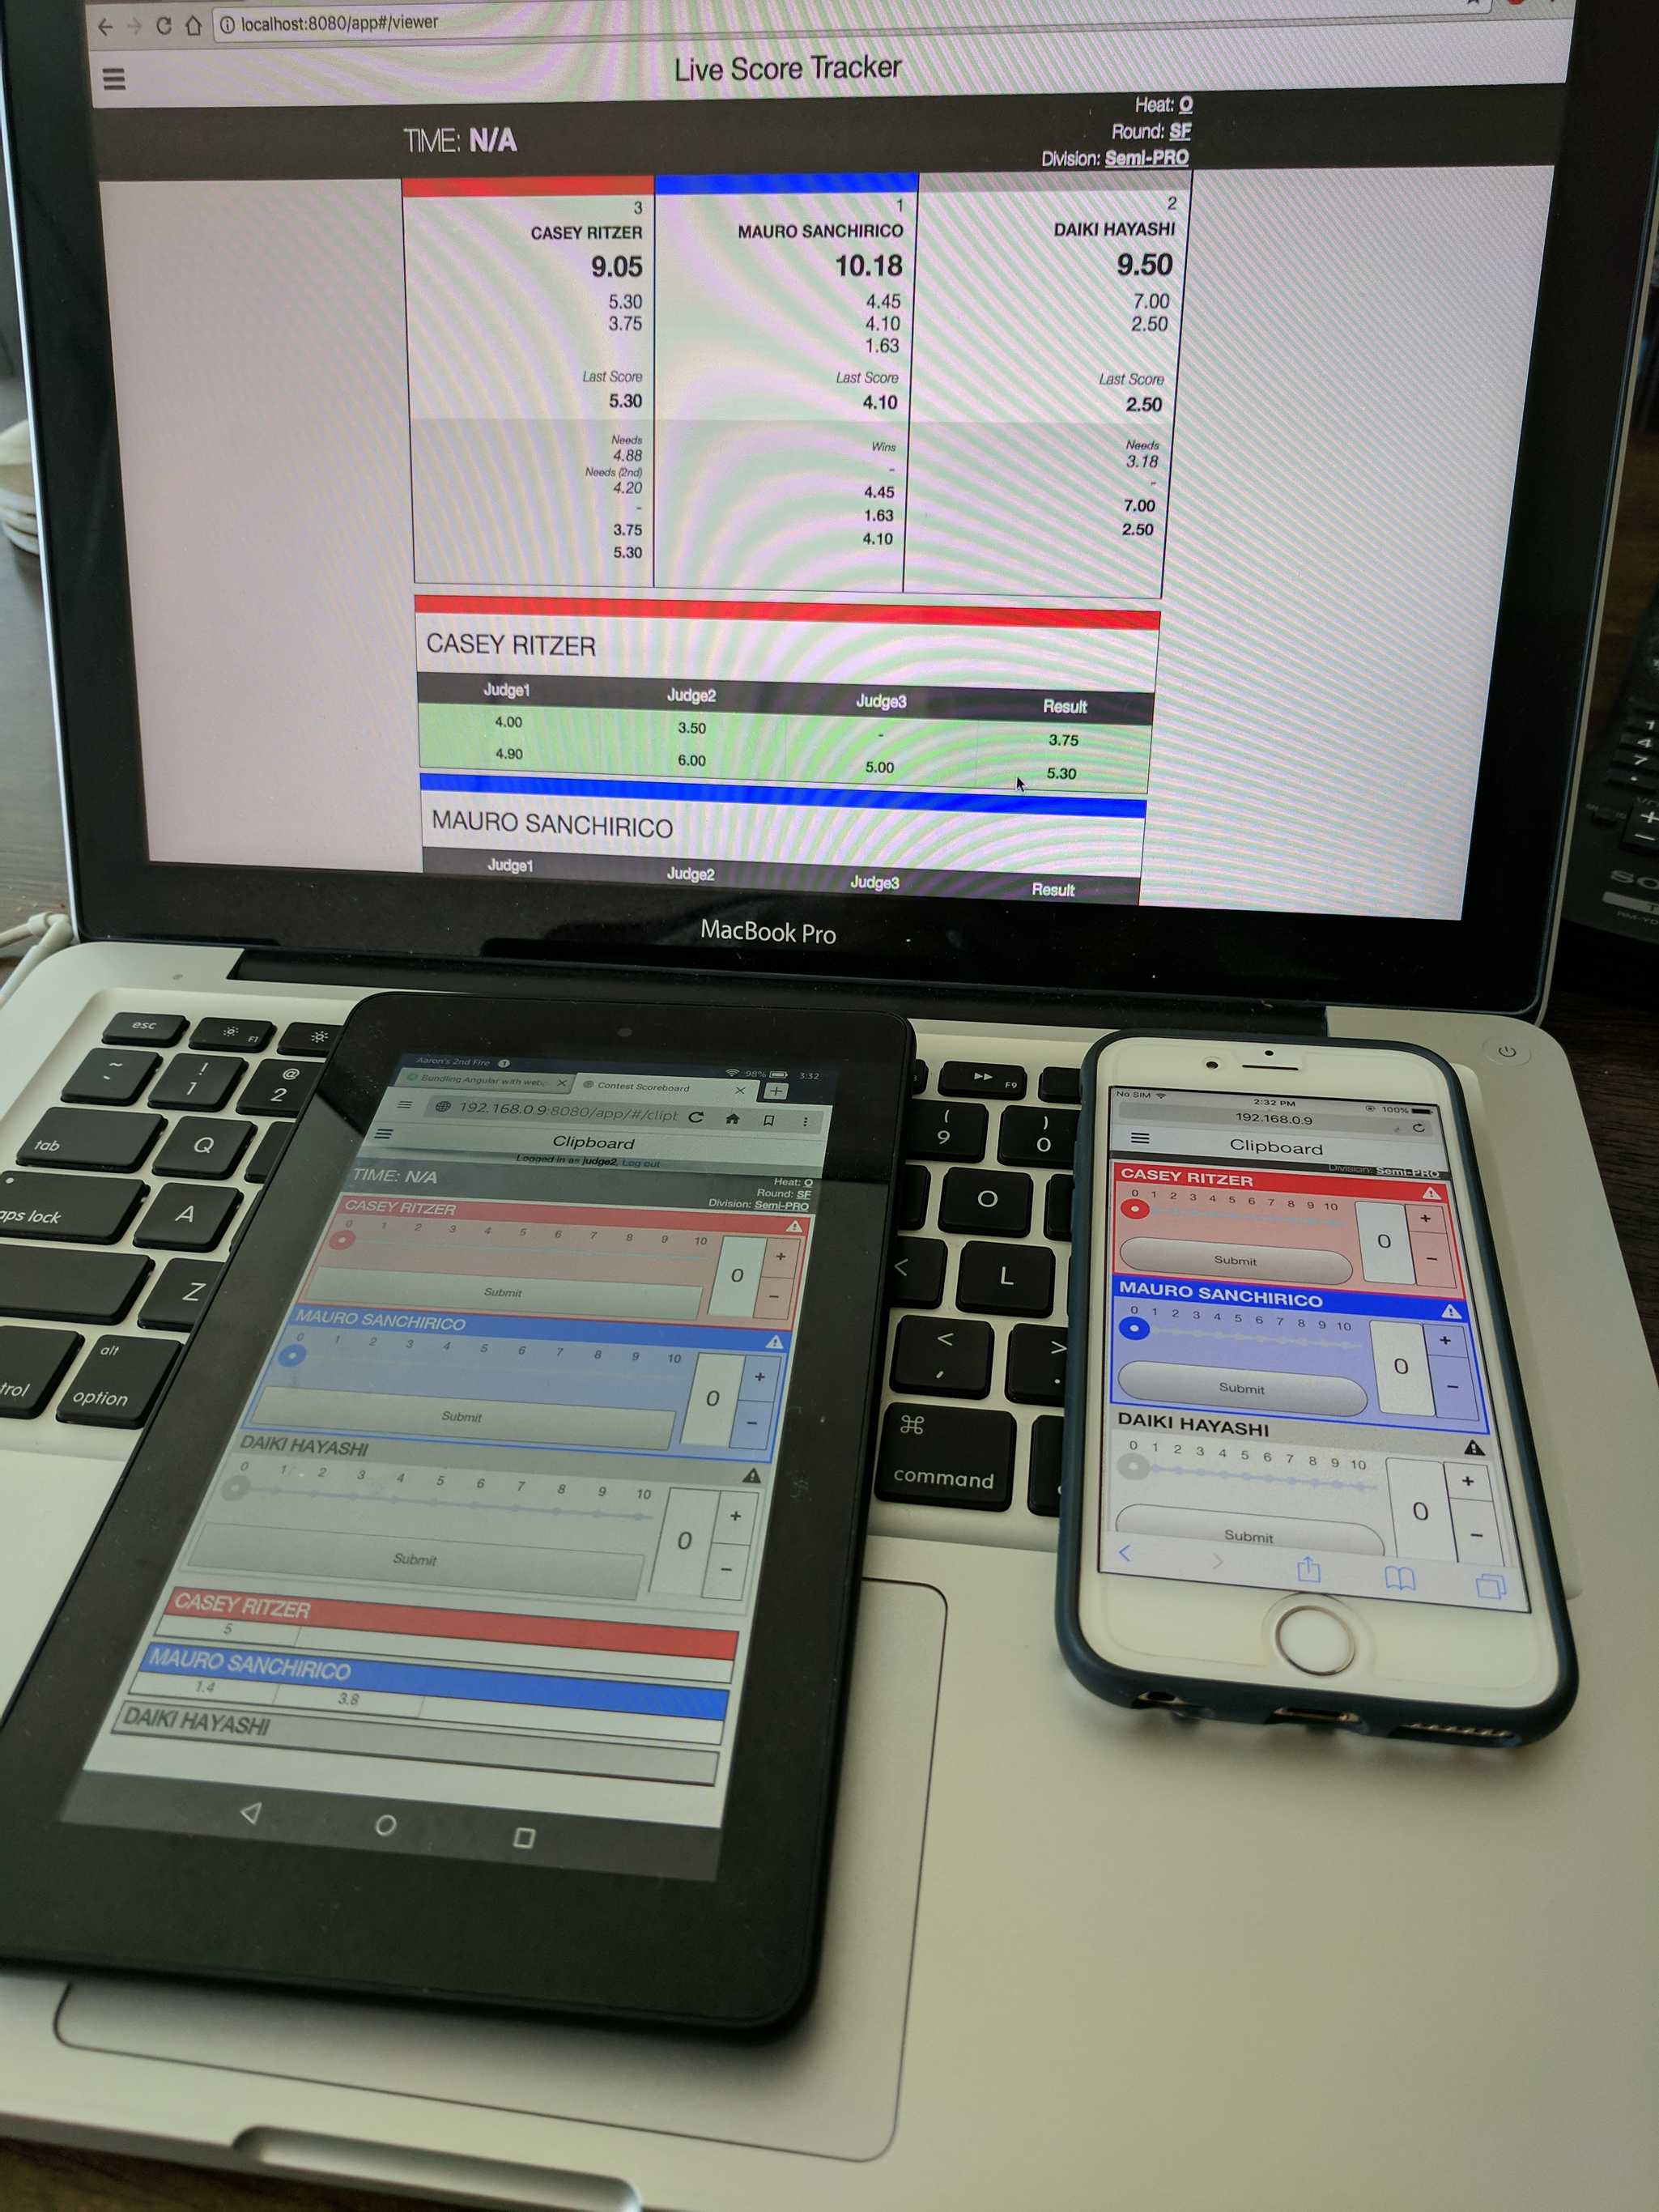 localhost:8080/app#/viewer
Live Score Tracker
TIME: N/A
Heat: O
Round: SF
Division: Semi-PRO
3
CASEY RITZER
9.05
5.30
3.75
Last Score
5.30
Needs
4.88
Needs (2nd)
4.20
-
3.75
5.30
1
MAURO SANCHIRICO
10.18
4.45
4.10
1.63
Last Score
4.10
Wins
-
4.45
1.63
4.10
2
DAIKI HAYASHI
9.50
7.00
2.50
Last Score
2.50
Needs
3.18
-
7.00
2.50
CASEY RITZER
Judge1 Judge2 Judge3 Result
4.00 3.50 - 3.75
4.90 6.00 5.00 5.30
MAURO SANCHIRICO
Judge1 Judge2 Judge3 Result
MacBook Pro
esc
F1
~
!
1
@
2
tab
Q
aps lock
A
Z
trol
alt
option
F9
(
9
)
0
O
<
L
<
,
>
.
⌘
command
Aaron's 2nd Fire
98% 3:32
Bundling Angular with
Contest Scoreboard
192.168.0.9:8080/app/#/clipb
Clipboard
Logged in as judge2, Log out
TIME: N/A
Heat: O
Round: SF
Division: Semi-PRO
CASEY RITZER
0 1 2 3 4 5 6 7 8 9 10
0
+
-
Submit
MAURO SANCHIRICO
0 1 2 3 4 5 6 7 8 9 10
0
+
-
Submit
DAIKI HAYASHI
0 1 2 3 4 5 6 7 8 9 10
0
+
-
Submit
CASEY RITZER
5
MAURO SANCHIRICO
1.4 3.8
DAIKI HAYASHI
No SIM 2:32 PM 100%
192.168.0.9
Clipboard
Division: Semi-PRO
CASEY RITZER
0 1 2 3 4 5 6 7 8 9 10
0
+
-
Submit
MAURO SANCHIRICO
0 1 2 3 4 5 6 7 8 9 10
0
+
-
Submit
DAIKI HAYASHI
0 1 2 3 4 5 6 7 8 9 10
0
+
-
Submit
1
4
7
SO